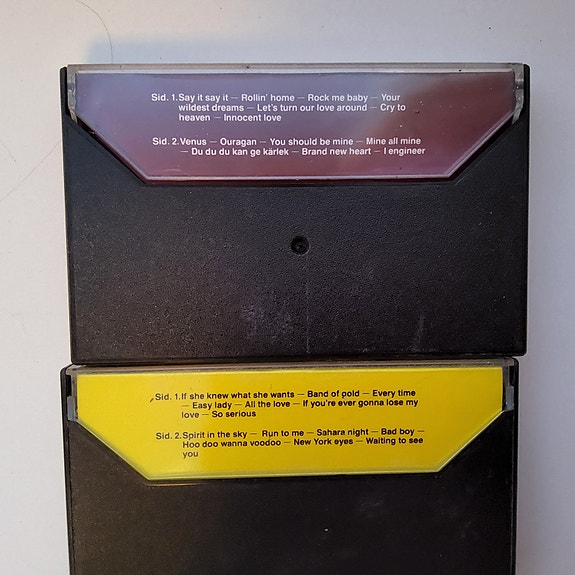 Sid. 1. Say it say it — Rollin' home — Rock me baby — Your
wildest dreams — Let's turn our love around — Cry to
heaven — Innocent love
Sid. 2. Venus — Ouragan — You should be mine — Mine all mine
— Du du du kan ge kärlek — Brand new heart — I engineer
Sid. 1. If she knew what she wants — Band of gold — Every time
— Easy lady — All the love — If you're ever gonna lose my
love — So serious
Sid. 2. Spirit in the sky — Run to me — Sahara night — Bad boy —
Hoo doo wanna voodoo — New York eyes — Waiting to see
you